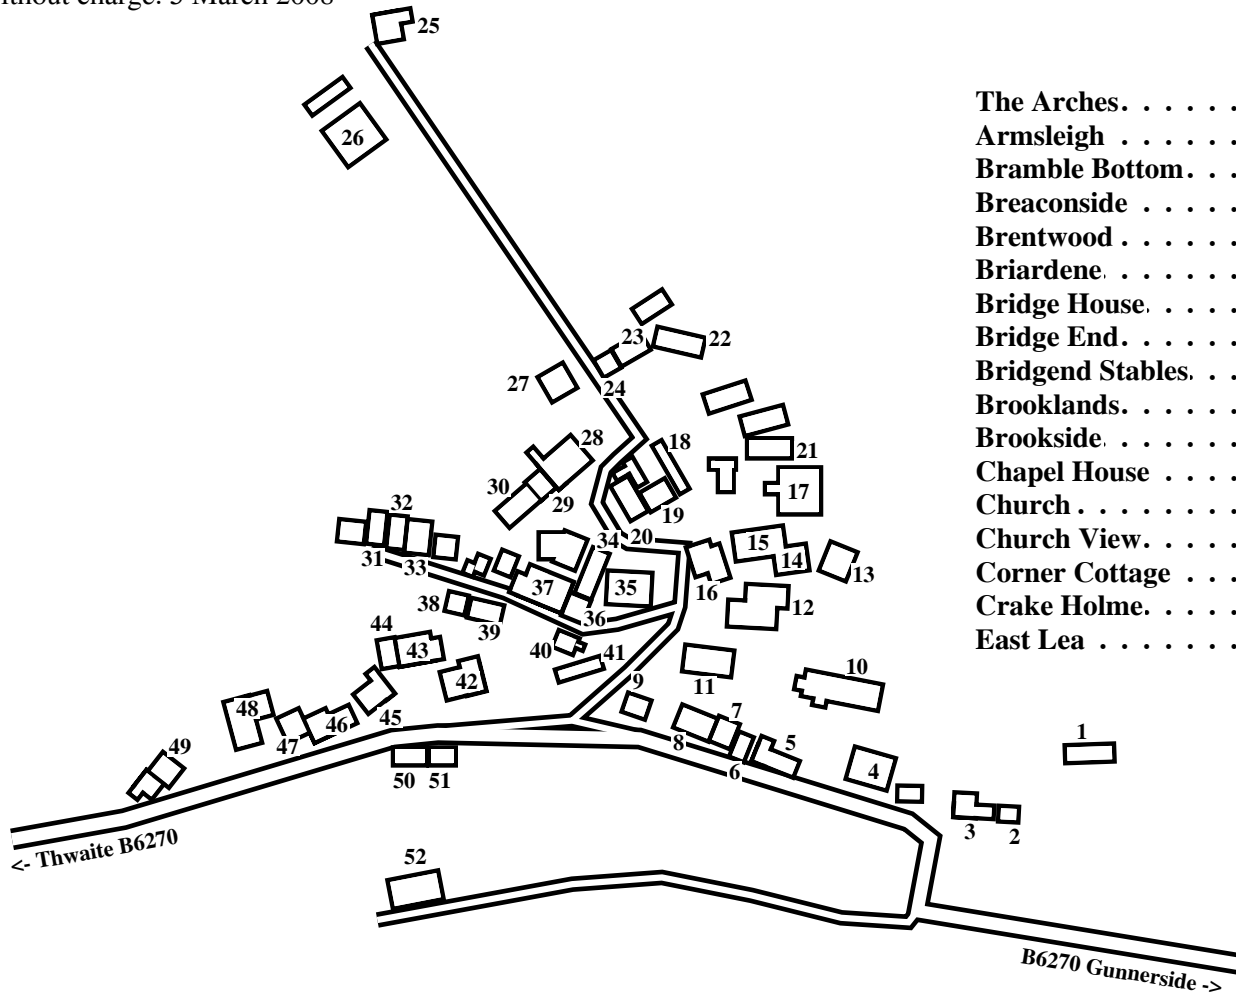 ithout charge. 5 March 2008
25
26
The Arches. . . . . .
Armsleigh . . . . . .
Bramble Bottom. . .
Breaconside . . . . .
Brentwood . . . . . .
Briardene. . . . . . .
Bridge House. . . . .
Bridge End. . . . . .
Bridgend Stables. . .
Brooklands. . . . . .
Brookside. . . . . . .
Chapel House . . . .
Church . . . . . . . .
Church View. . . . .
Corner Cottage . . .
Crake Holme. . . . .
East Lea . . . . . . .
23
22
27
24
28
18
21
30
29
19
17
32
31
33
34
20
15
14
13
16
37
35
12
38
39
36
40
41
44
43
42
9
11
10
48
47
46
45
7
8
6
5
4
1
49
50
51
3
2
<- Thwaite B6270
52
B6270 Gunnerside ->